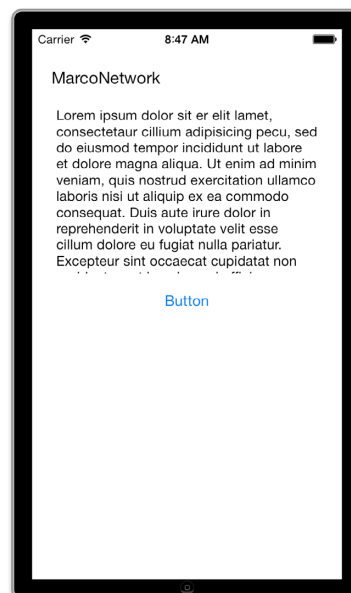 Carrier 8:47 AM
MarcoNetwork
Lorem ipsum dolor sit er elit lamet,
consectetaur cillium adipisicing pecu, sed
do eiusmod tempor incididunt ut labore
et dolore magna aliqua. Ut enim ad minim
veniam, quis nostrud exercitation ullamco
laboris nisi ut aliquip ex ea commodo
consequat. Duis aute irure dolor in
reprehenderit in voluptate velit esse
cillum dolore eu fugiat nulla pariatur.
Excepteur sint occaecat cupidatat non
Button